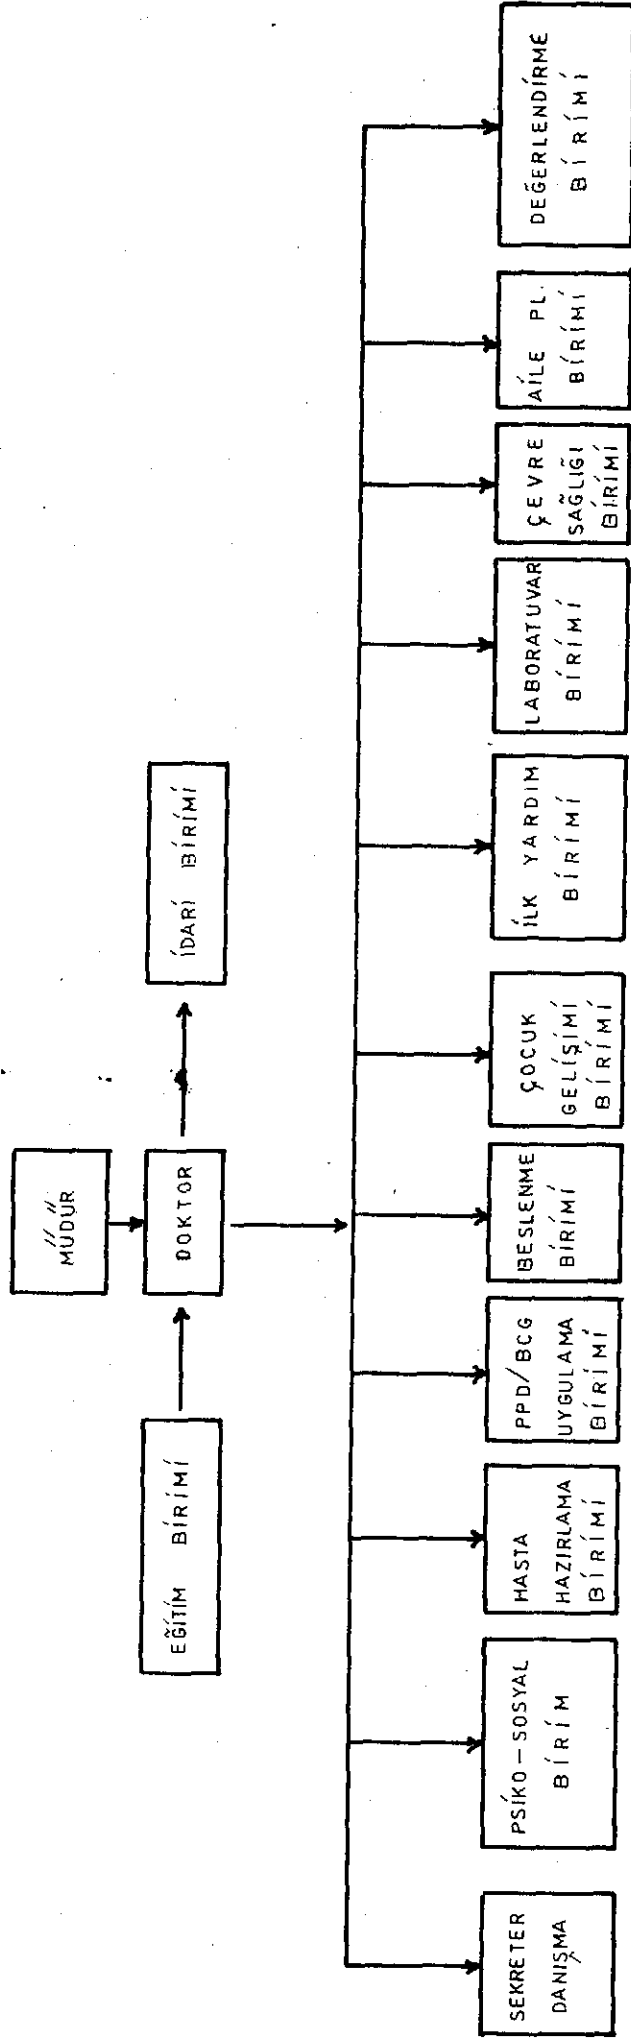 MÜDÜR
EĞİTİM BİRİMİ
DOKTOR
İDARİ BİRİMİ
SEKRETER
DANIŞMA
PSİKO-SOSYAL
BİRİM
HASTA
HAZIRLAMA
BİRİMİ
PPD/BCG
UYGULAMA
BİRİMİ
BESLENME
BİRİMİ
ÇOCUK
GELİŞİMİ
BİRİMİ
İLK YARDIM
BİRİMİ
LABORATUVAR
BİRİMİ
ÇEVRE
SAĞLIĞI
BİRİMİ
AİLE PL.
BİRİMİ
DEĞERLENDİRME
BİRİMİ